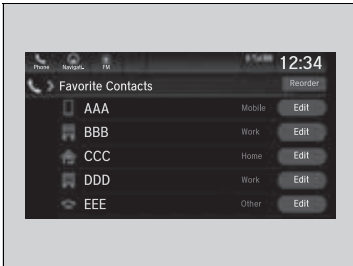 Phone Navigat.. FM 12:34
Favorite Contacts Reorder
AAA Mobile Edit
BBB Work Edit
CCC Home Edit
DDD Work Edit
EEE Other Edit